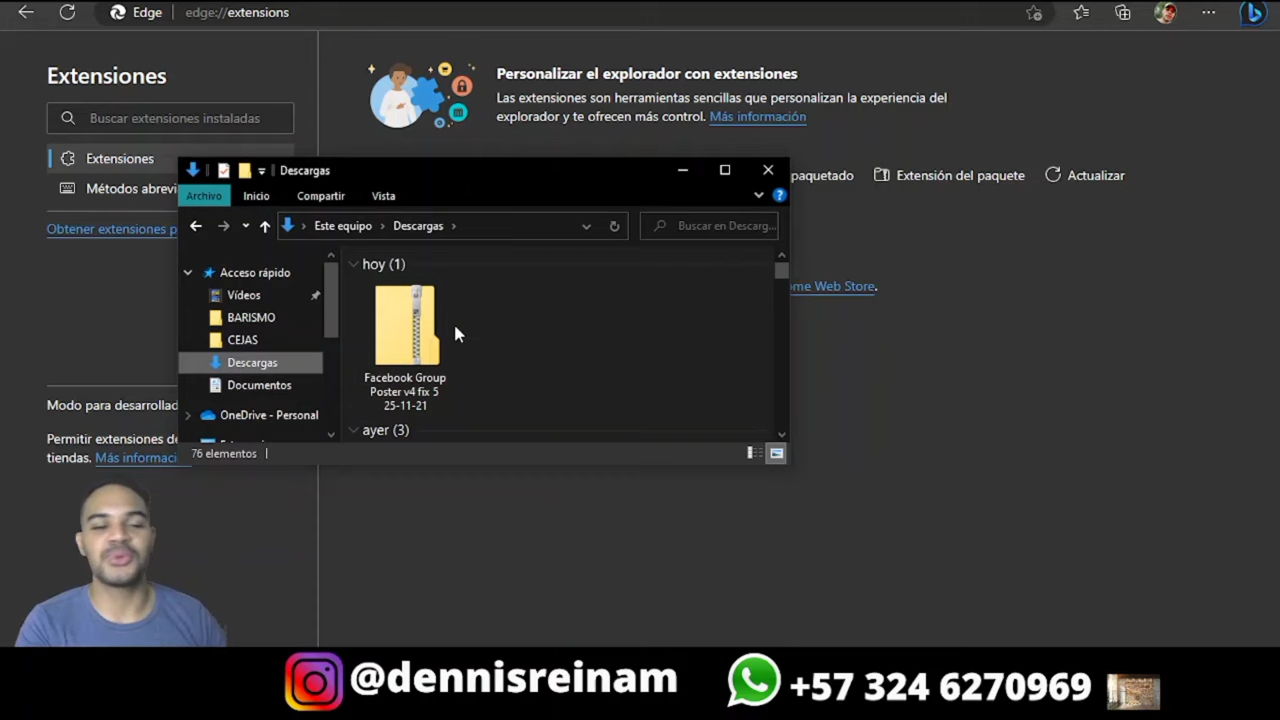 Edge
edge://extensions
Extensiones
Buscar extensiones instaladas
Extensiones
Métodos abrevi
Obtener extensiones p
Modo para desarrollad
Permitir extensiones de
tiendas. Más informaci
Personalizar el explorador con extensiones
Las extensiones son herramientas sencillas que personalizan la experiencia del
explorador y te ofrecen más control. Más información
paquetado
Extensión del paquete
Actualizar
ome Web Store.
Descargas
Archivo
Inicio
Compartir
Vista
Este equipo
Descargas
Buscar en Descarg...
Acceso rápido
Vídeos
BARISMO
CEJAS
Descargas
Documentos
OneDrive - Personal
hoy (1)
Facebook Group
Poster v4 fix 5
25-11-21
ayer (3)
76 elementos
@dennisreinam
+57 324 6270969